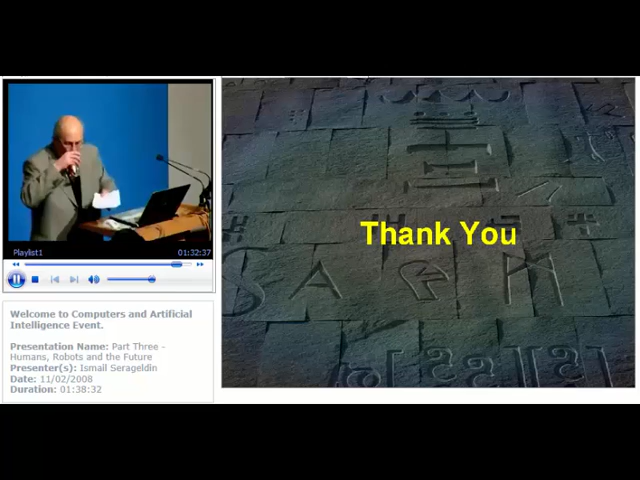 Thank You
Playlist1 01:32:37
Welcome to Computers and Artificial
Intelligence Event.
Presentation Name: Part Three -
Humans, Robots and the Future
Presenter(s): Ismail Serageldin
Date: 11/02/2008
Duration: 01:38:32